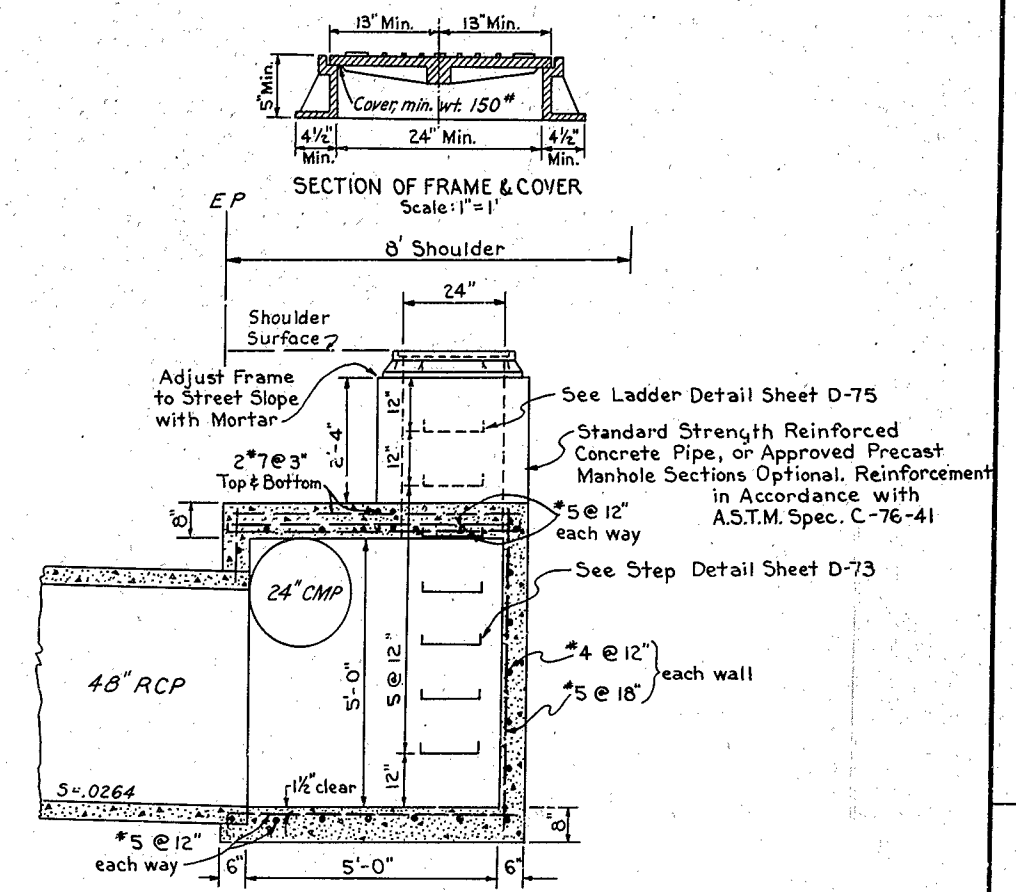 13" Min.
13" Min.
5" Min.
Cover, min. wt. 150#
4½" Min.
24" Min.
4½" Min.
SECTION OF FRAME & COVER
Scale: 1"=1'
EP
8' Shoulder
24"
Shoulder
Surface
Adjust Frame
to Street Slope
with Mortar
2'-4"
12"
12"
See Ladder Detail Sheet D-75
Standard Strength Reinforced
Concrete Pipe, or Approved Precast
Manhole Sections Optional. Reinforcement
in Accordance with
A.S.T.M. Spec. C-76-41
2#7@3"
Top & Bottom
8"
#5@12"
each way
24" CMP
See Step Detail Sheet D-73
48" RCP
5'-0"
5@12"
#4 @ 12"
#5 @ 18"
each wall
S=.0264
1½" clear
12"
#5 @ 12"
each way
8"
6"
5'-0"
6"